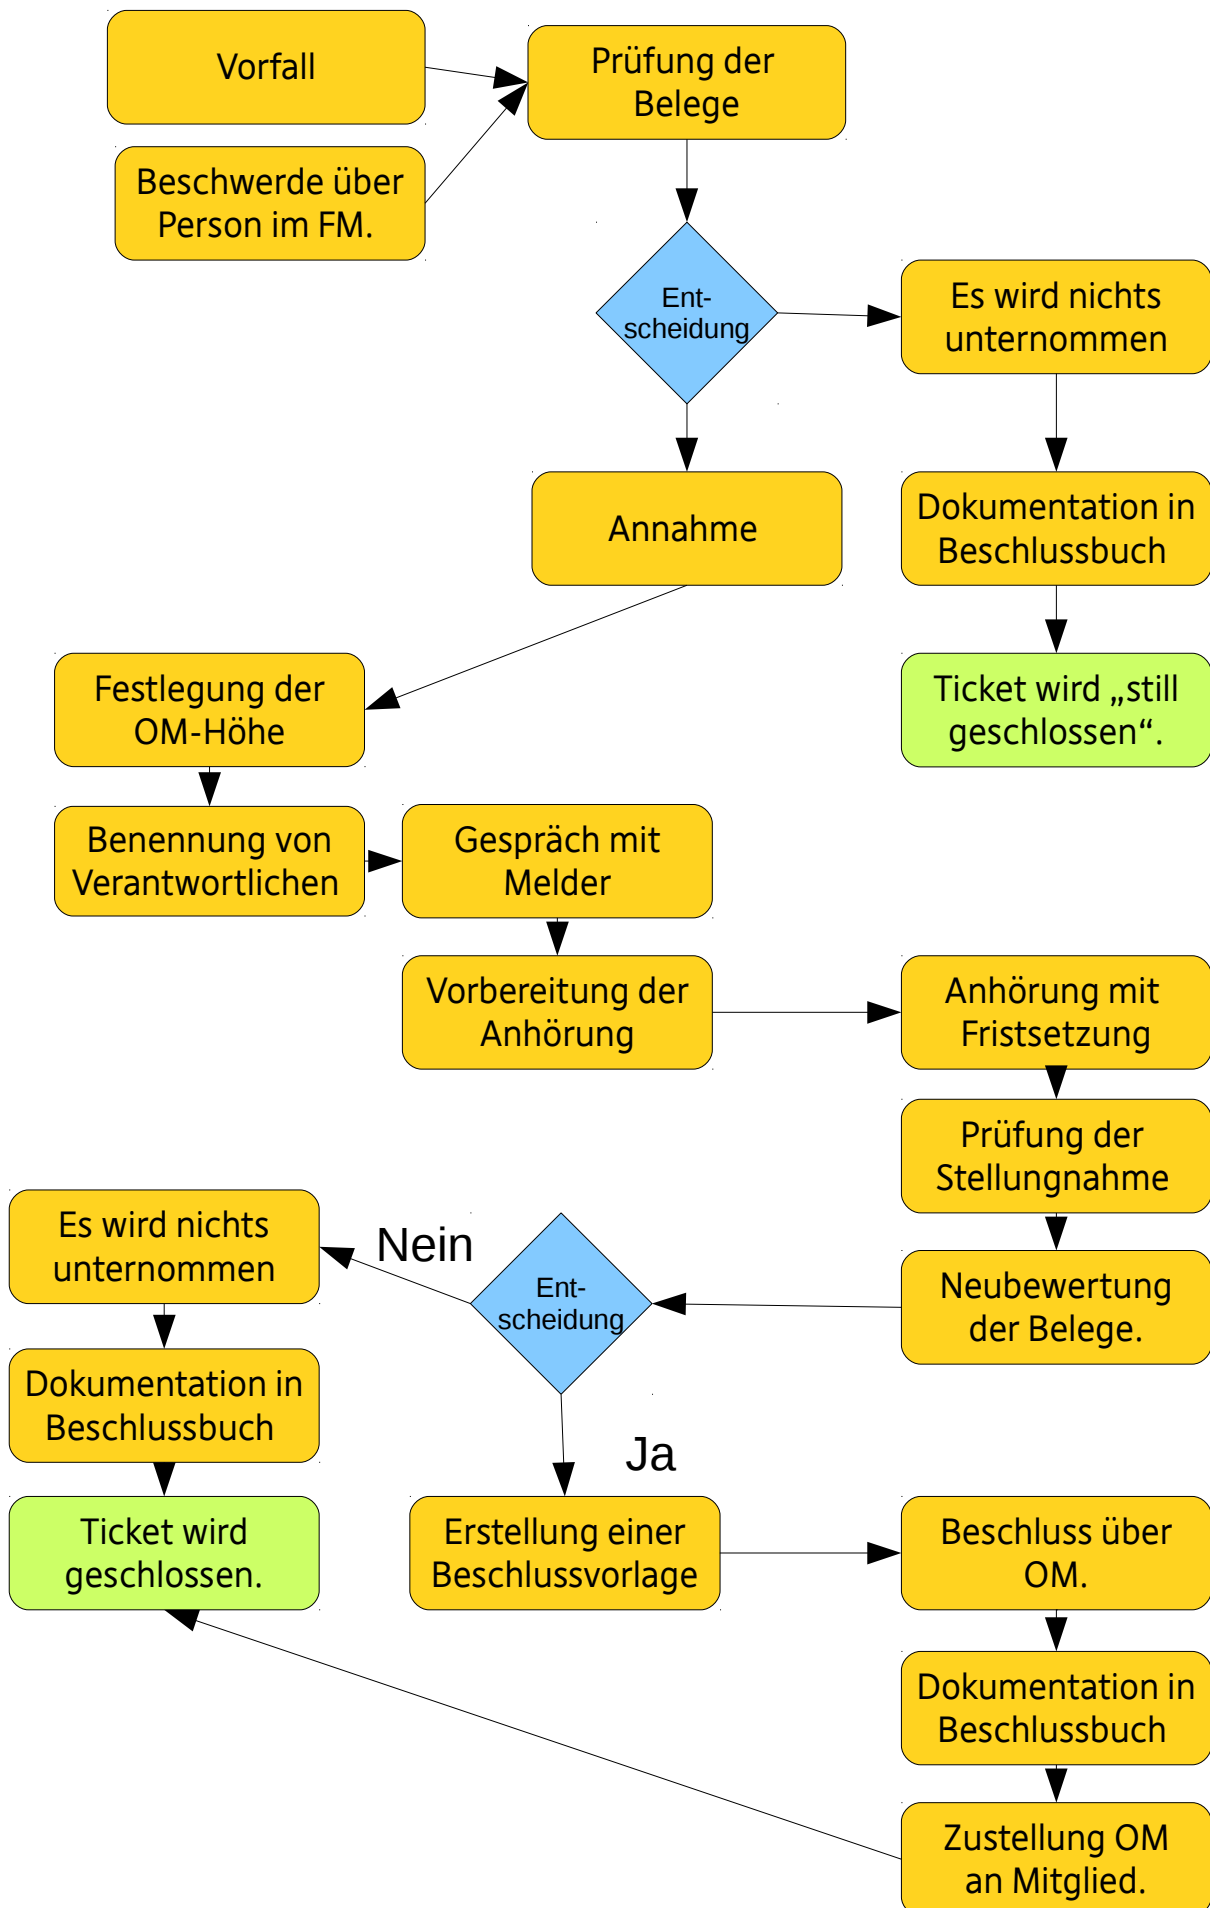 Vorfall
Prüfung der
Belege
Beschwerde über
Person im FM.
Ent-
scheidung
Es wird nichts
unternommen
Annahme
Dokumentation in
Beschlussbuch
Festlegung der
OM-Höhe
Ticket wird „still
geschlossen“.
Benennung von
Verantwortlichen
Gespräch mit
Melder
Vorbereitung der
Anhörung
Anhörung mit
Fristsetzung
Prüfung der
Stellungnahme
Es wird nichts
unternommen
Nein
Ent-
scheidung
Neubewertung
der Belege.
Dokumentation in
Beschlussbuch
Ja
Ticket wird
geschlossen.
Erstellung einer
Beschlussvorlage
Beschluss über
OM.
Dokumentation in
Beschlussbuch
Zustellung OM
an Mitglied.